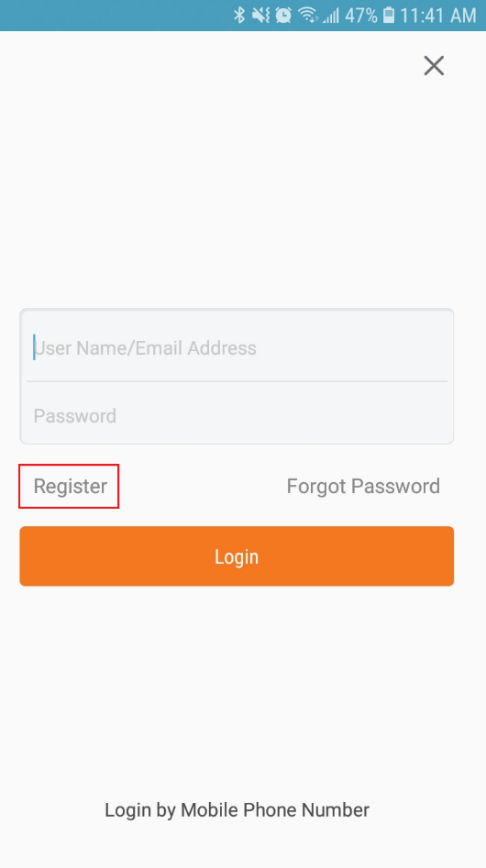 47% 11:41 AM
User Name/Email Address
Password
Register Forgot Password
Login
Login by Mobile Phone Number